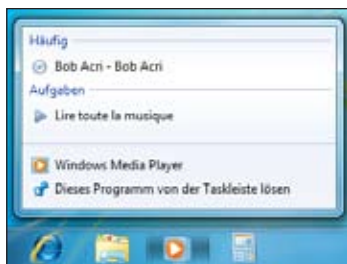 Häufig
Bob Acri - Bob Acri
Aufgaben
Lire toute la musique
Windows Media Player
Dieses Programm von der Taskleiste lösen